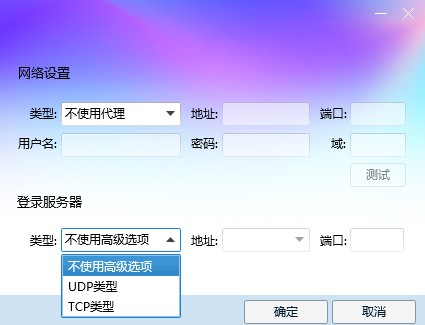 网络设置
类型: 不使用代理 地址: 端口:
用户名: 密码: 域:
测试
登录服务器
类型: 不使用高级选项 地址: 端口:
不使用高级选项
UDP类型
TCP类型
确定 取消